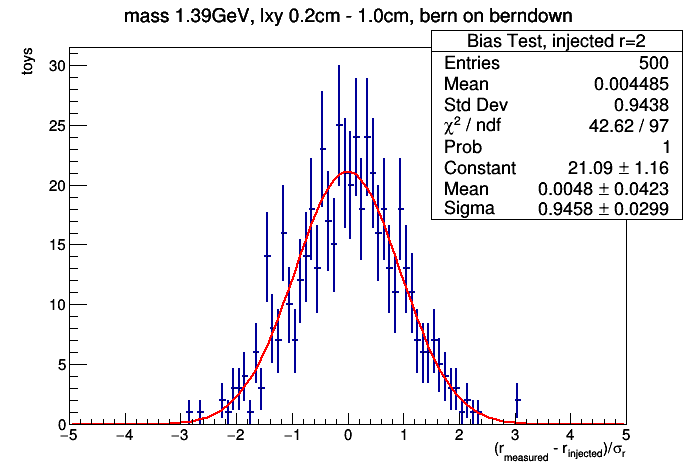 mass 1.39GeV, lxy 0.2cm - 1.0cm, bern on berndown
Bias Test, injected r=2
Entries 500
Mean 0.004485
Std Dev 0.9438
χ² / ndf 42.62 / 97
Prob 1
Constant 21.09 ± 1.16
Mean 0.0048 ± 0.0423
Sigma 0.9458 ± 0.0299
toys
30
25
20
15
10
5
0
−5 −4 −3 −2 −1 0 1 2 3 4 5
(r_measured - r_injected)/σ_r